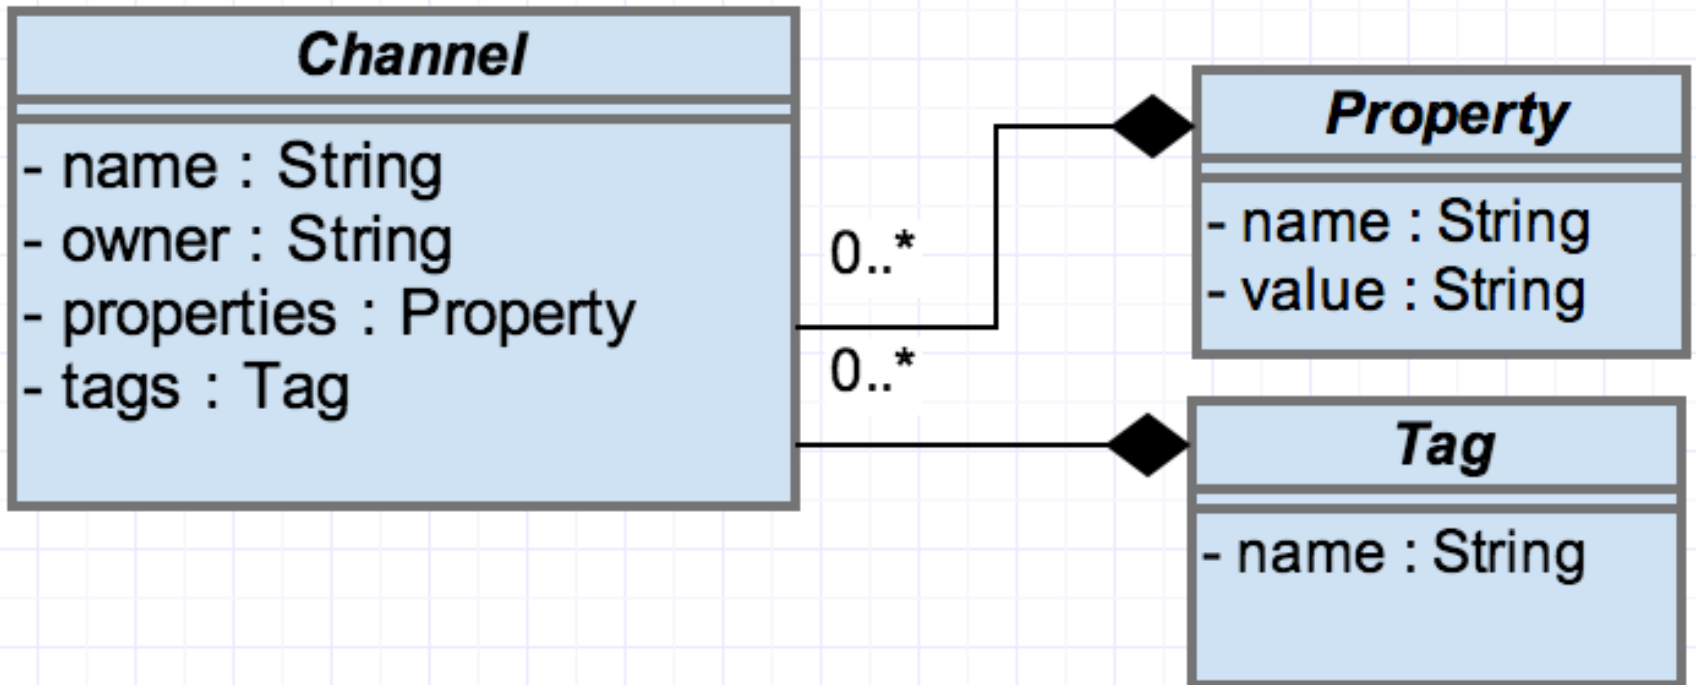 Channel
- name : String
- owner : String
- properties : Property
- tags : Tag
0..*
0..*
Property
- name : String
- value : String
Tag
- name : String